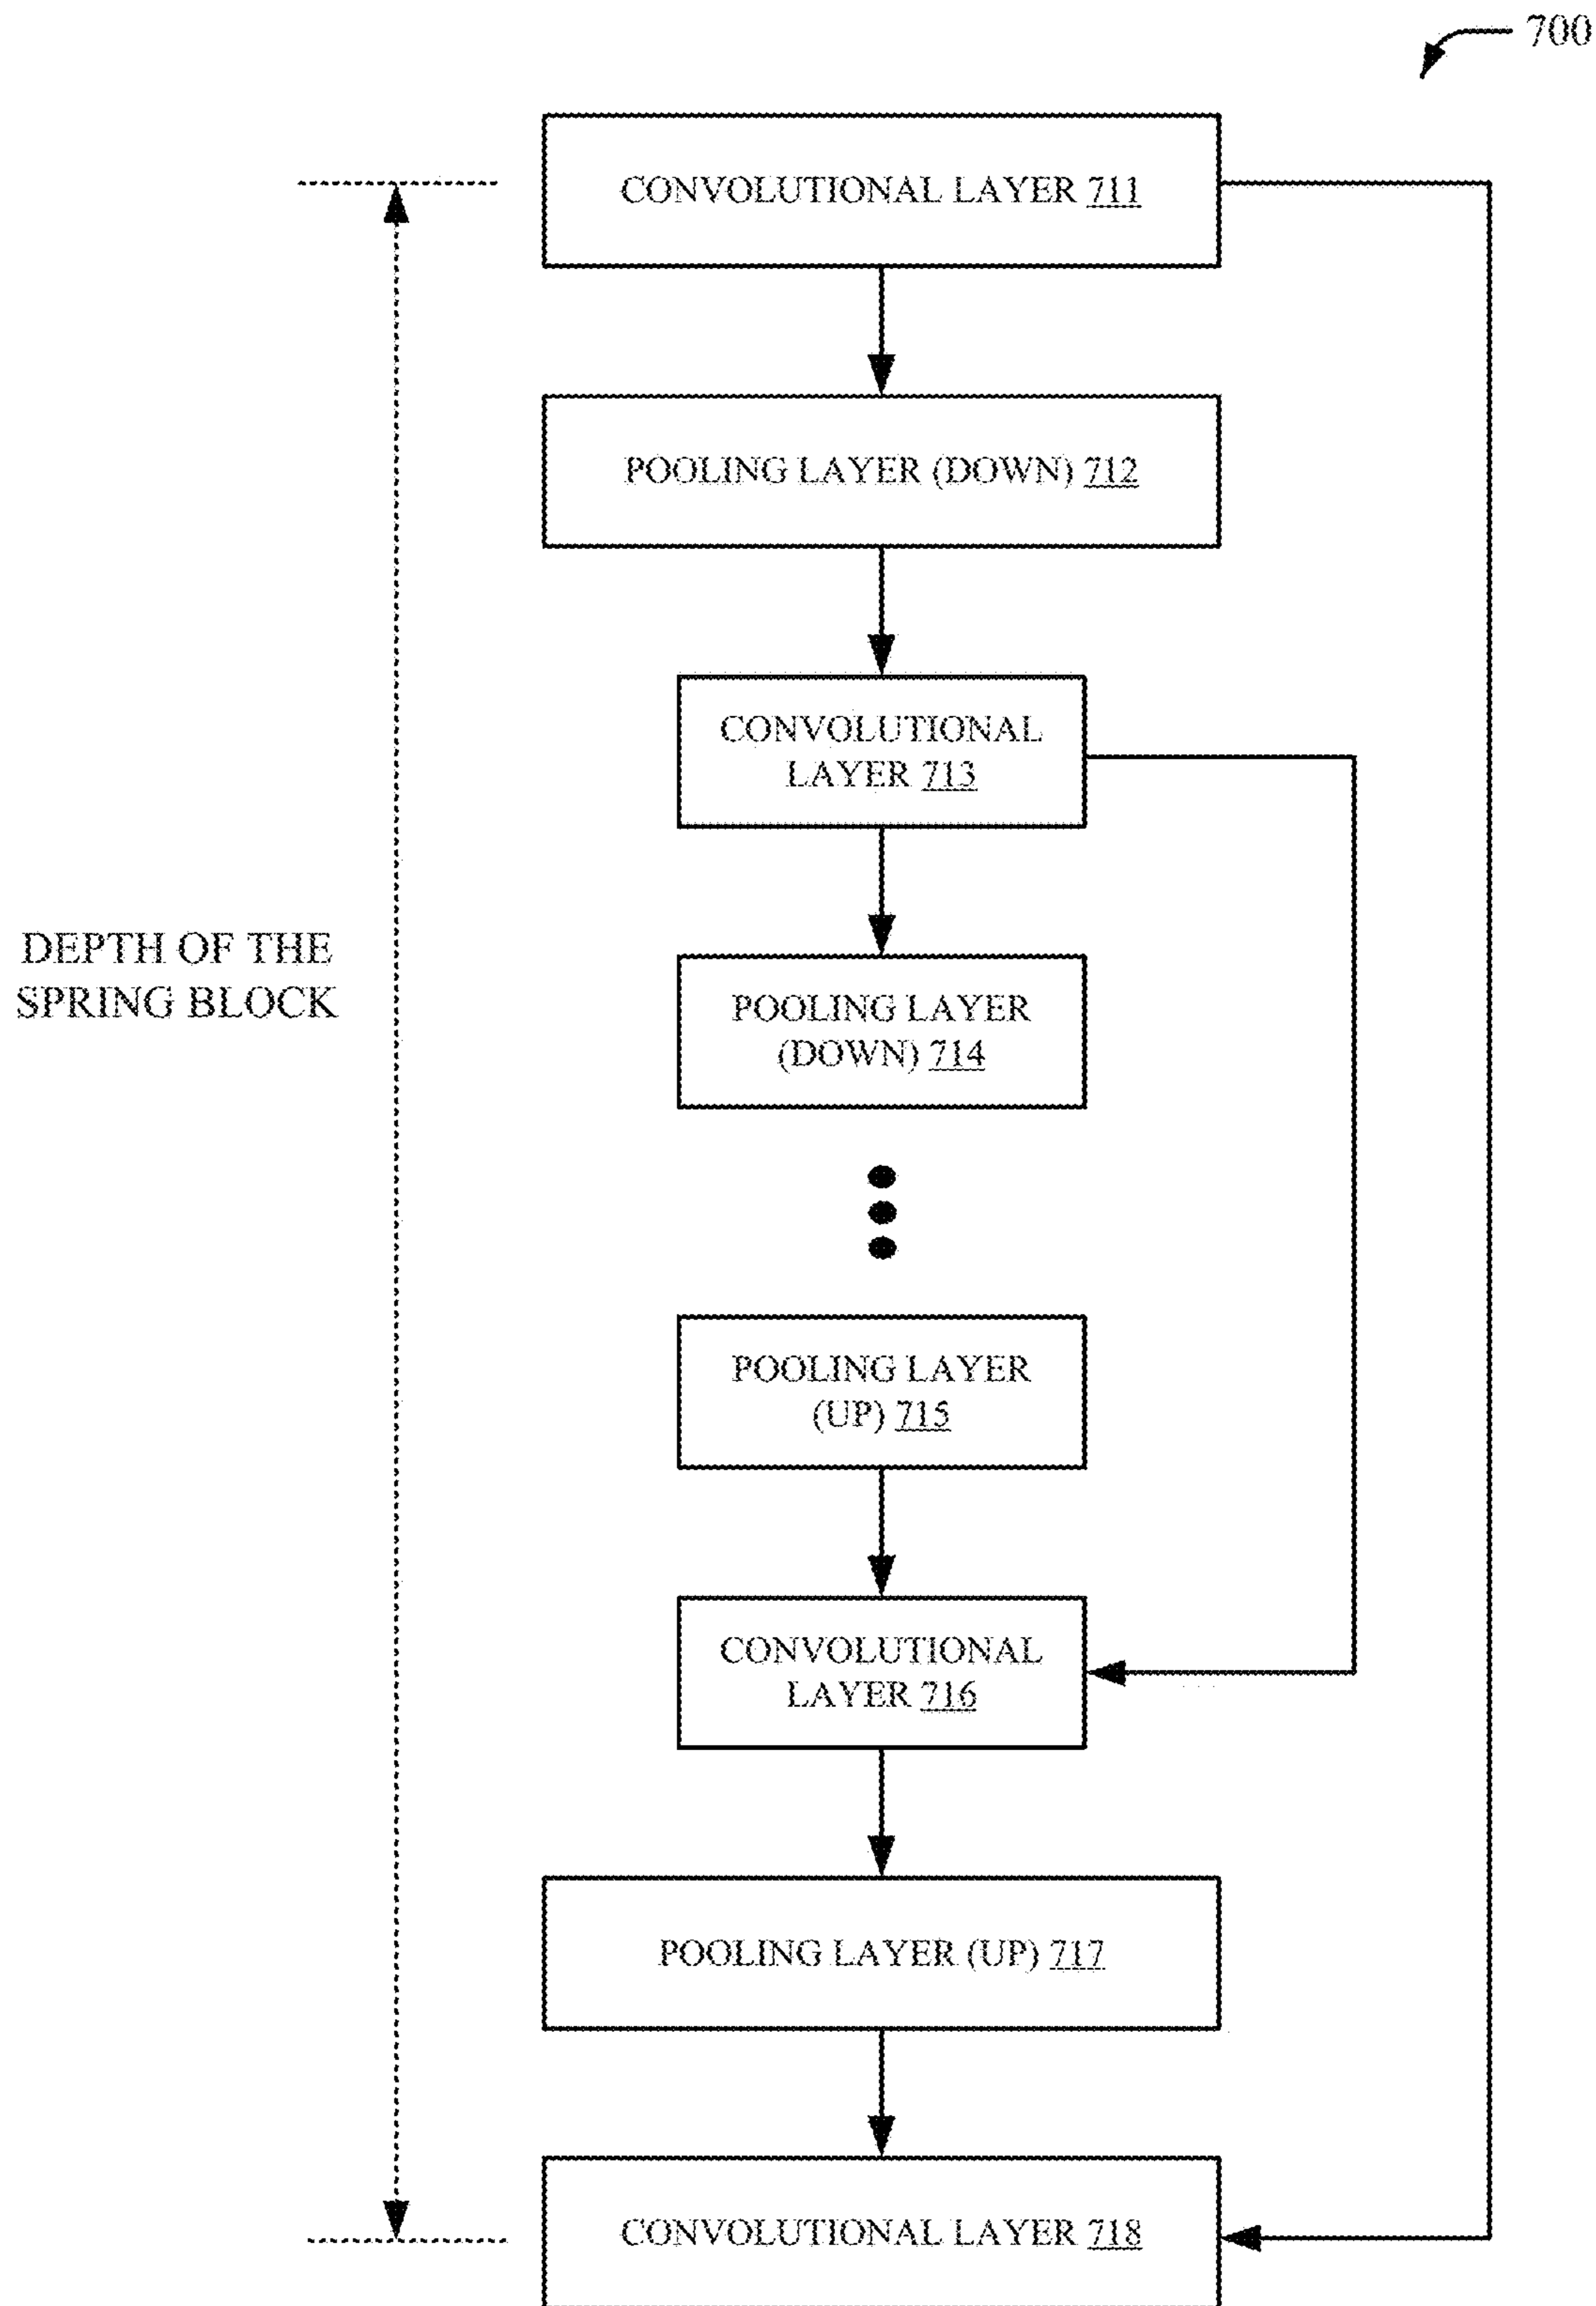 700
CONVOLUTIONAL LAYER 711
POOLING LAYER (DOWN) 712
CONVOLUTIONAL
LAYER 713
DEPTH OF THE
SPRING BLOCK
POOLING LAYER
(DOWN) 714
POOLING LAYER
(UP) 715
CONVOLUTIONAL
LAYER 716
POOLING LAYER (UP) 717
CONVOLUTIONAL LAYER 718